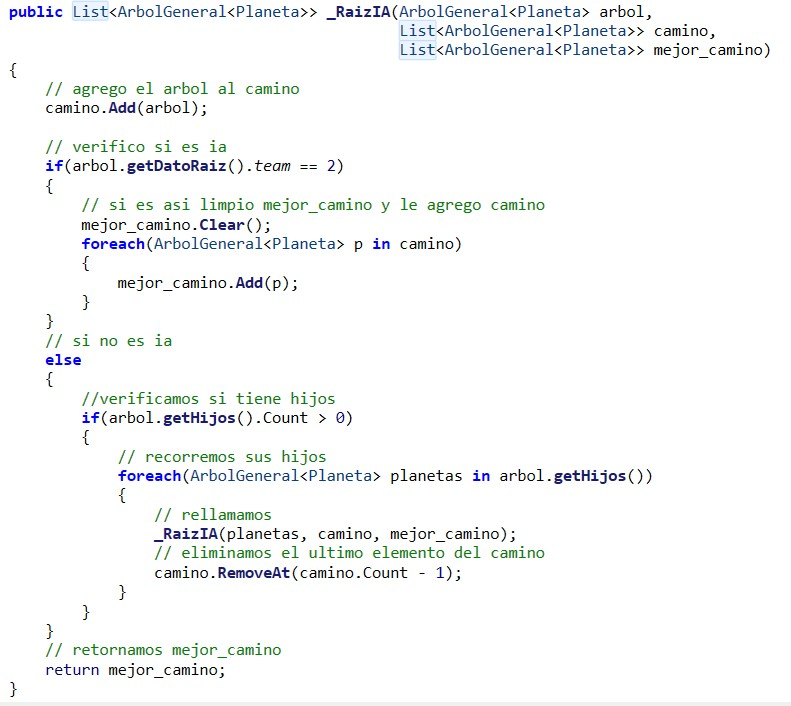 public List<ArbolGeneral<Planeta>> _RaizIA(ArbolGeneral<Planeta> arbol,
List<ArbolGeneral<Planeta>> camino,
List<ArbolGeneral<Planeta>> mejor_camino)
{
// agrego el arbol al camino
camino.Add(arbol);
// verifico si es ia
if(arbol.getDatoRaiz().team == 2)
{
// si es asi limpio mejor_camino y le agrego camino
mejor_camino.Clear();
foreach(ArbolGeneral<Planeta> p in camino)
{
mejor_camino.Add(p);
}
}
// si no es ia
else
{
//verificamos si tiene hijos
if(arbol.getHijos().Count > 0)
{
// recorremos sus hijos
foreach(ArbolGeneral<Planeta> planetas in arbol.getHijos())
{
// rellamamos
_RaizIA(planetas, camino, mejor_camino);
// eliminamos el ultimo elemento del camino
camino.RemoveAt(camino.Count - 1);
}
}
}
// retornamos mejor_camino
return mejor_camino;
}